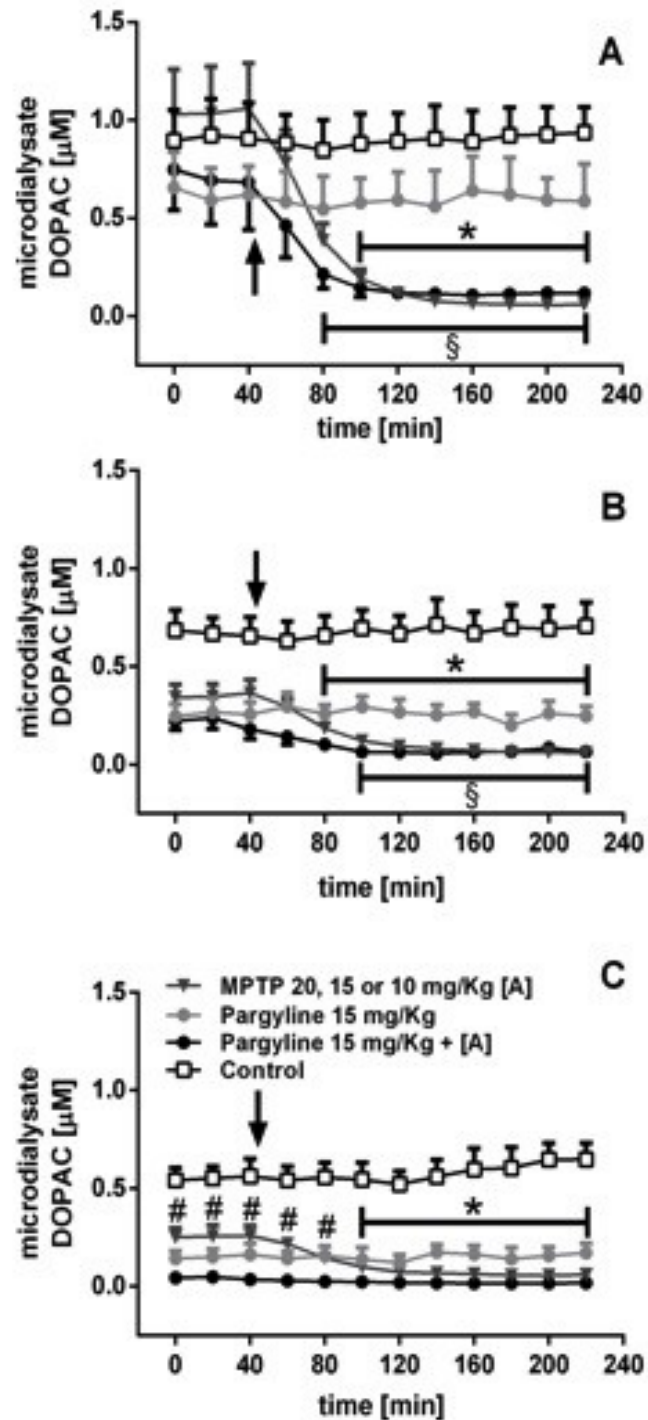 A
microdialysate
DOPAC [µM]
1.5
1.0
0.5
0.0
*
§
0 40 80 120 160 200 240
time [min]
B
microdialysate
DOPAC [µM]
1.5
1.0
0.5
0.0
*
§
0 40 80 120 160 200 240
time [min]
C
microdialysate
DOPAC [µM]
1.5
1.0
0.5
0.0
MPTP 20, 15 or 10 mg/Kg [A]
Pargyline 15 mg/Kg
Pargyline 15 mg/Kg + [A]
Control
# # # # #
*
0 40 80 120 160 200 240
time [min]